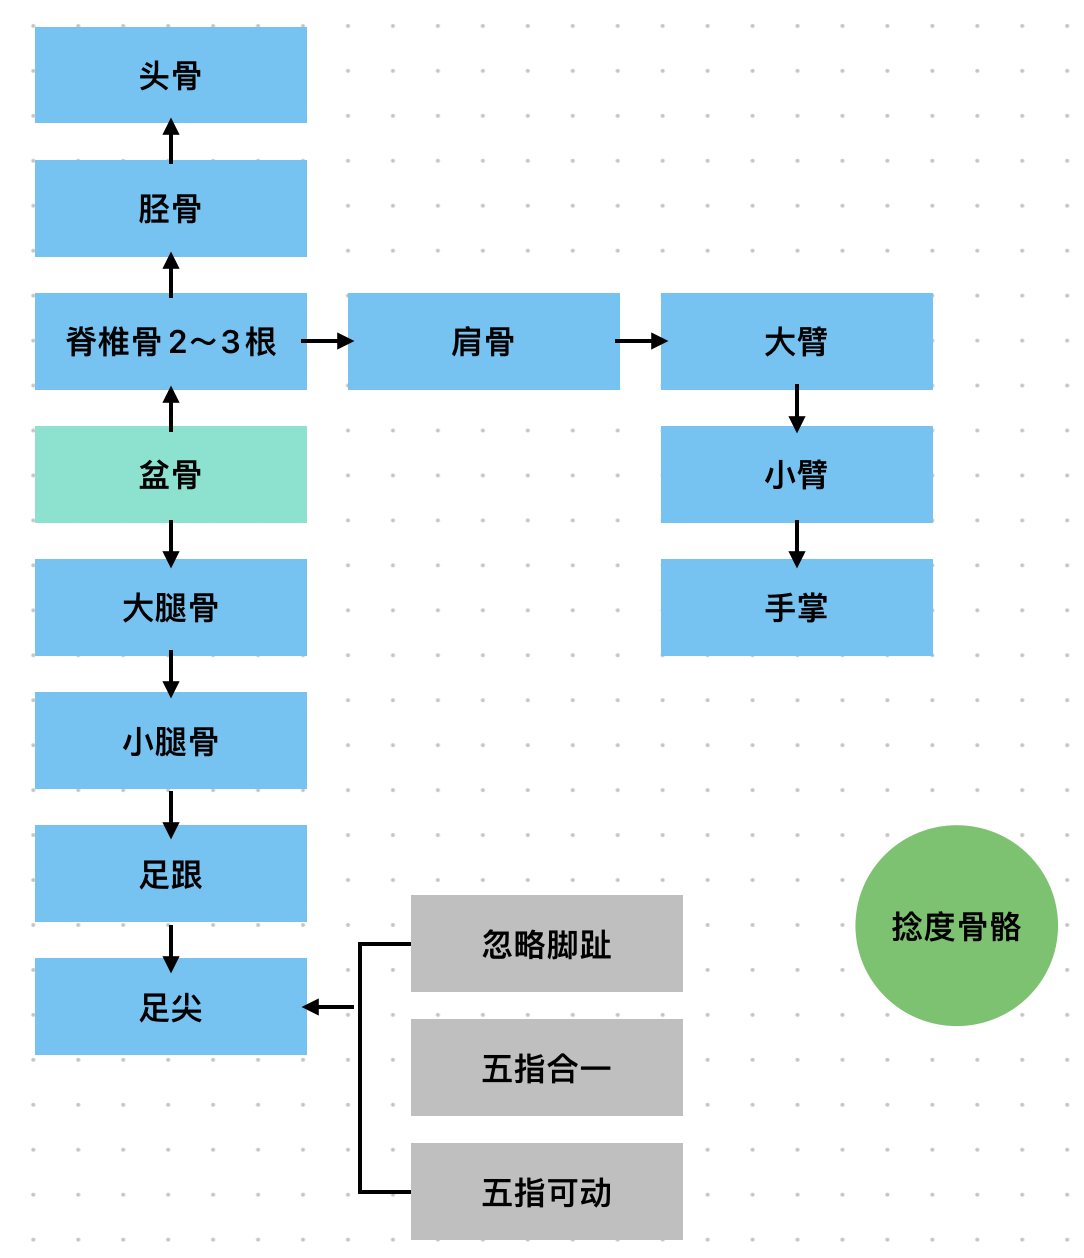 头骨
胫骨
脊椎骨2～3根
肩骨
大臂
盆骨
小臂
大腿骨
手掌
小腿骨
足跟
忽略脚趾
捻度骨骼
足尖
五指合一
五指可动